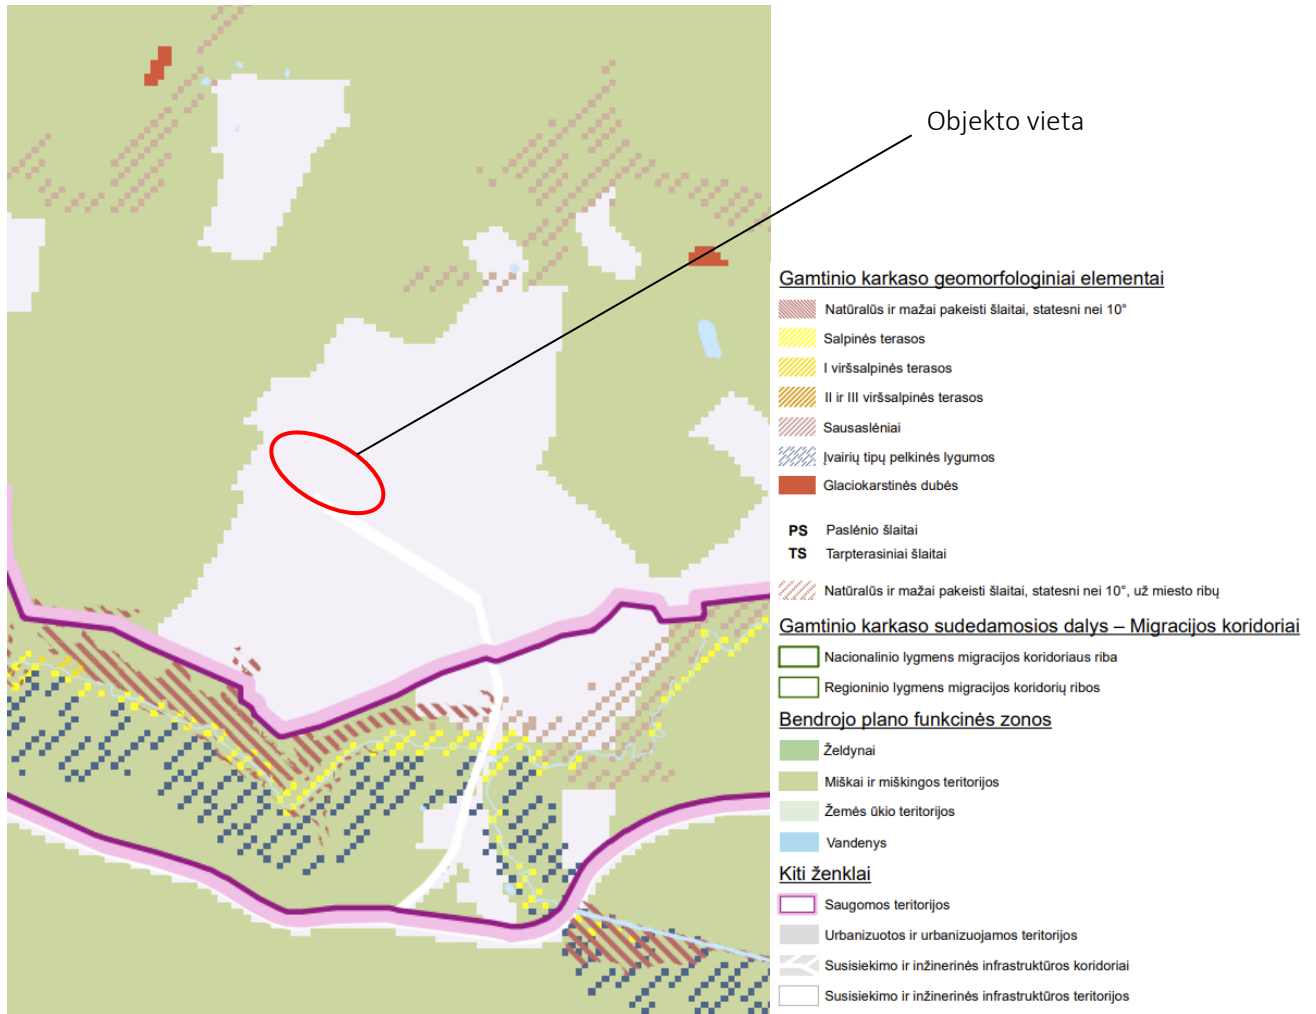 Objekto vieta
Gamtinio karkaso geomorfologiniai elementai
Natūralūs ir mažai pakeisti šlaitai, statesni nei 10°
Salpinės terasos
I viršsalpinės terasos
II ir III viršsalpinės terasos
Sausaslėniai
Įvairių tipų pelkinės lygumos
Glaciokarstinės dubės
PS Paslėnio šlaitai
TS Tarpterasiniai šlaitai
Natūralūs ir mažai pakeisti šlaitai, statesni nei 10°, už miesto ribų
Gamtinio karkaso sudedamosios dalys – Migracijos koridoriai
Nacionalinio lygmens migracijos koridoriaus riba
Regioninio lygmens migracijos koridorių ribos
Bendrojo plano funkcinės zonos
Želdynai
Miškai ir miškingos teritorijos
Žemės ūkio teritorijos
Vandenys
Kiti ženklai
Saugomos teritorijos
Urbanizuotos ir urbanizuojamos teritorijos
Susisiekimo ir inžinerinės infrastruktūros koridoriai
Susisiekimo ir inžinerinės infrastruktūros teritorijos